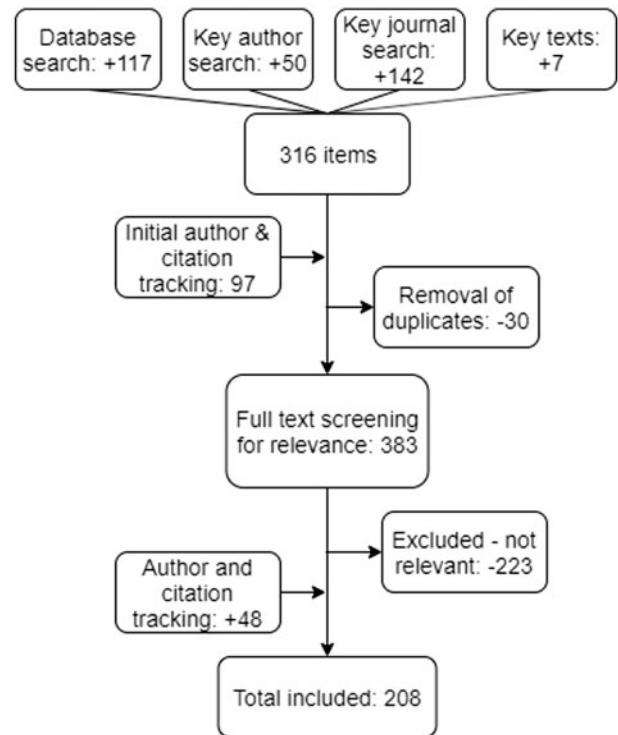 Database
search: +117
Key author
search: +50
Key journal
search:
+142
Key texts:
+7
316 items
Initial author &
citation
tracking: 97
Removal of
duplicates: -30
Full text screening
for relevance: 383
Excluded - not
relevant: -223
Author and
citation
tracking: +48
Total included: 208